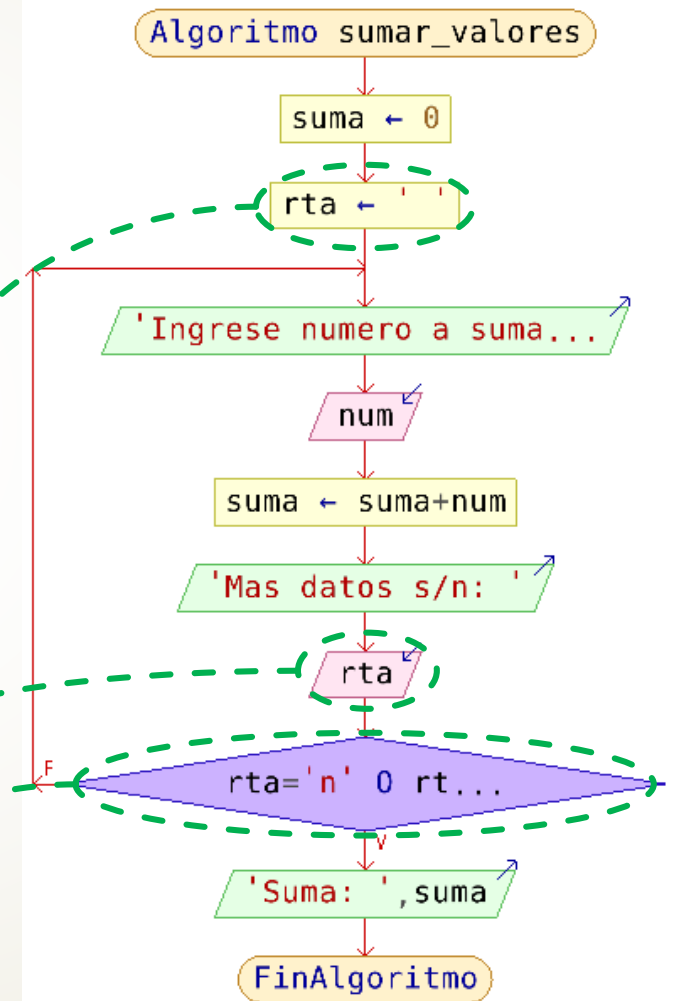 Algoritmo sumar_valores
suma ← 0
rta ← ' '
'Ingrese numero a suma...
num
suma ← suma+num
'Mas datos s/n: '
rta
F
rta='n' O rt...
V
'Suma: ',suma
FinAlgoritmo